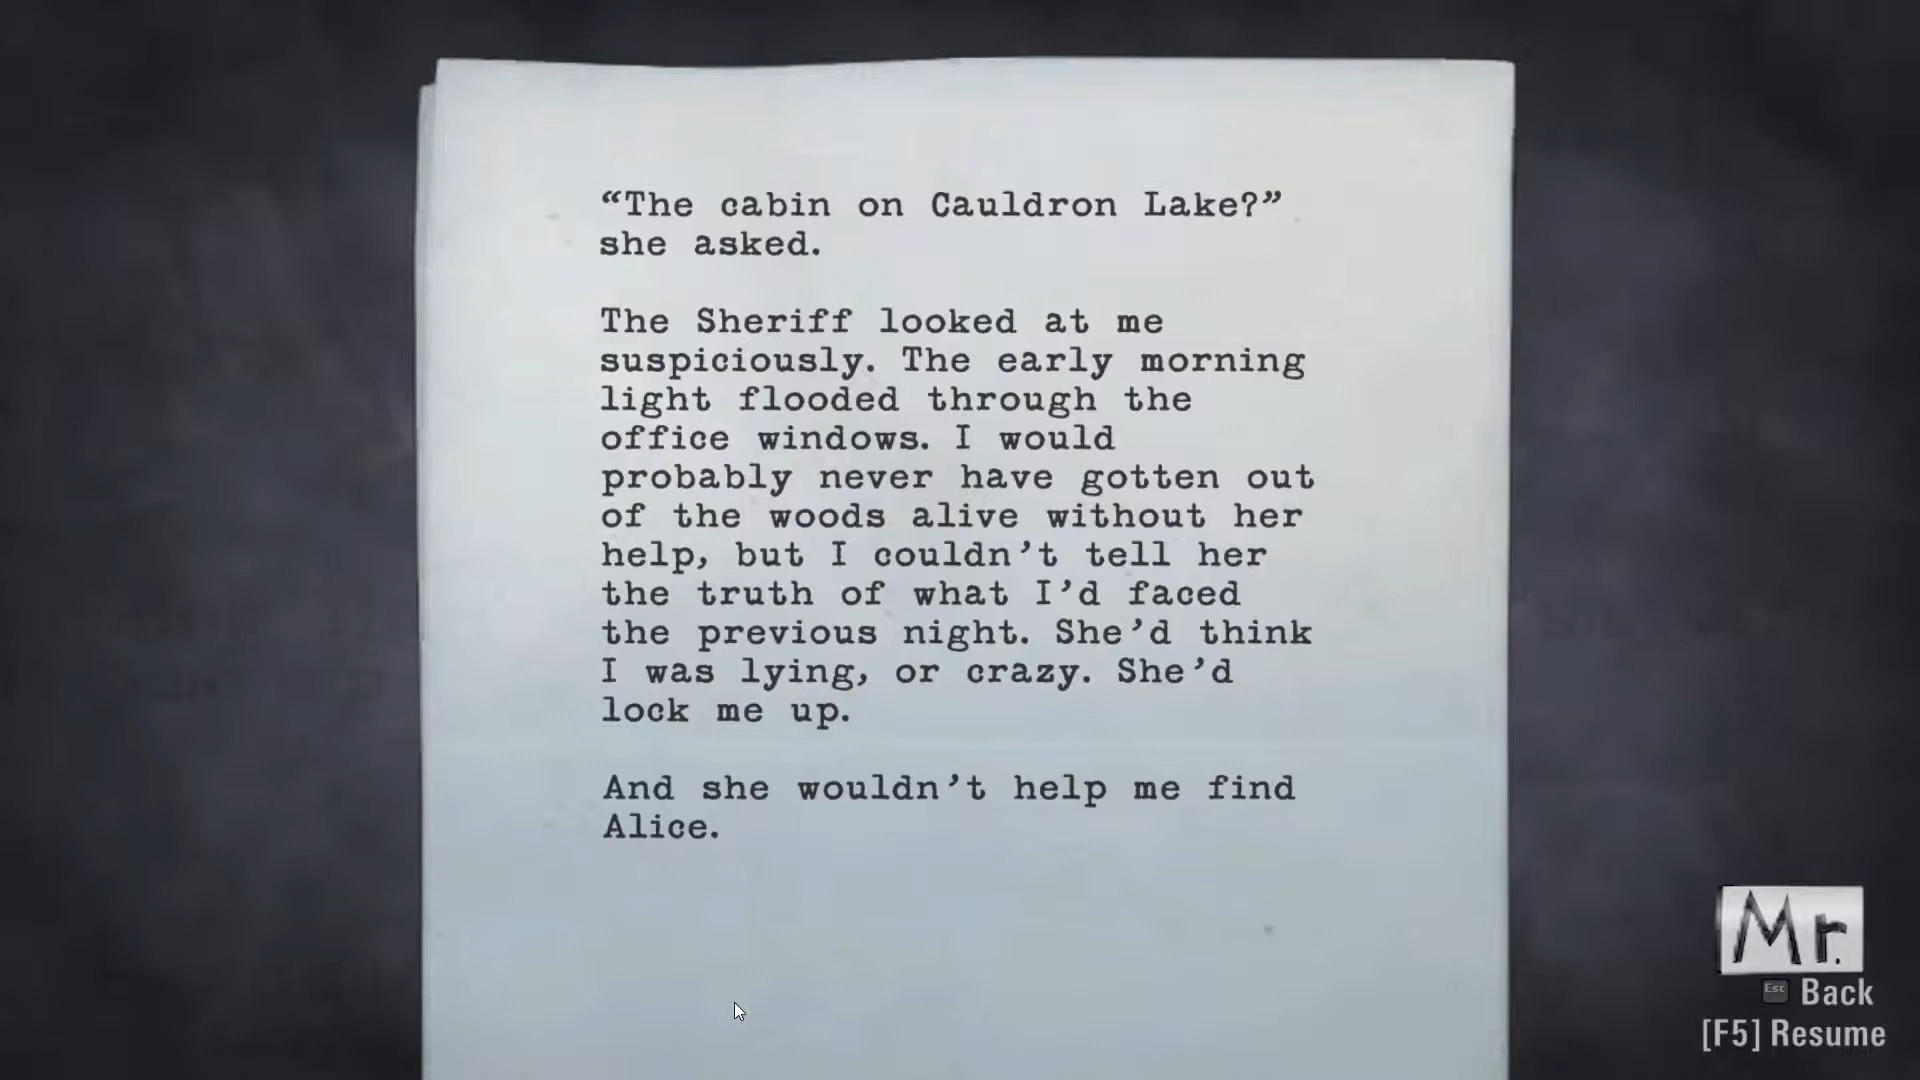 “The cabin on Cauldron Lake?”
she asked.
The Sheriff looked at me
suspiciously. The early morning
light flooded through the
office windows. I would
probably never have gotten out
of the woods alive without her
help, but I couldn’t tell her
the truth of what I’d faced
the previous night. She’d think
I was lying, or crazy. She’d
lock me up.
And she wouldn’t help me find
Alice.
Mr.
Esc Back
[F5] Resume